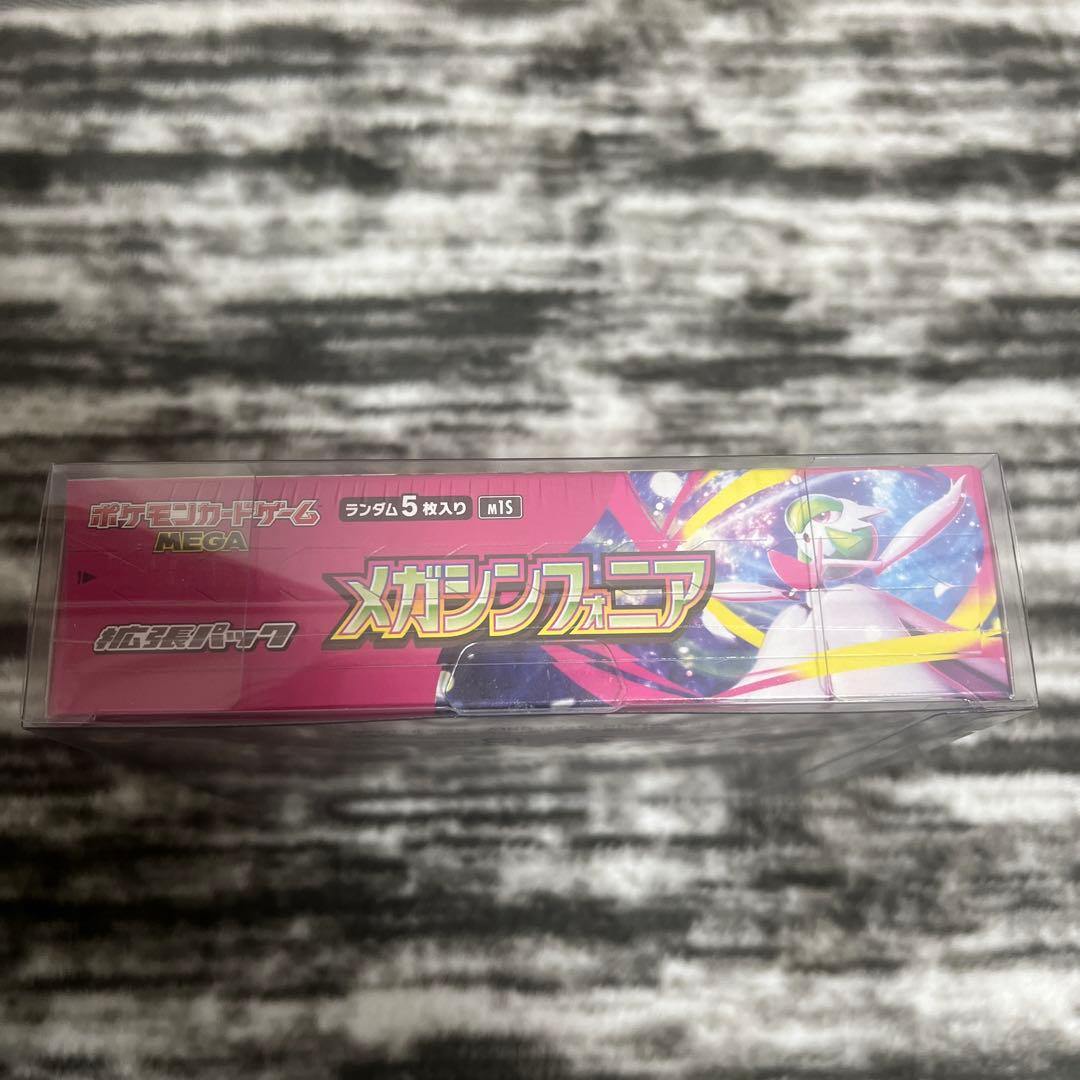 ポケモンカードゲーム
MEGA
ランダム5枚入り
M1S
メガシンフォニア
拡張パック